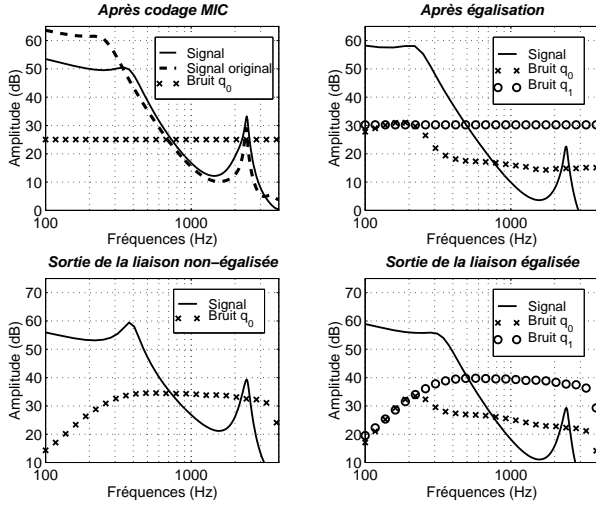 Après codage MIC
Amplitude (dB)
60
50
40
30
20
10
0
Signal
Signal original
Bruit q0
100
1000
Fréquences (Hz)
Après égalisation
Amplitude (dB)
60
50
40
30
20
10
0
Signal
Bruit q0
Bruit q1
100
1000
Fréquences (Hz)
Sortie de la liaison non−égalisée
Amplitude (dB)
70
60
50
40
30
20
10
Signal
Bruit q0
100
1000
Fréquences (Hz)
Sortie de la liaison égalisée
Amplitude (dB)
70
60
50
40
30
20
10
Signal
Bruit q0
Bruit q1
100
1000
Fréquences (Hz)